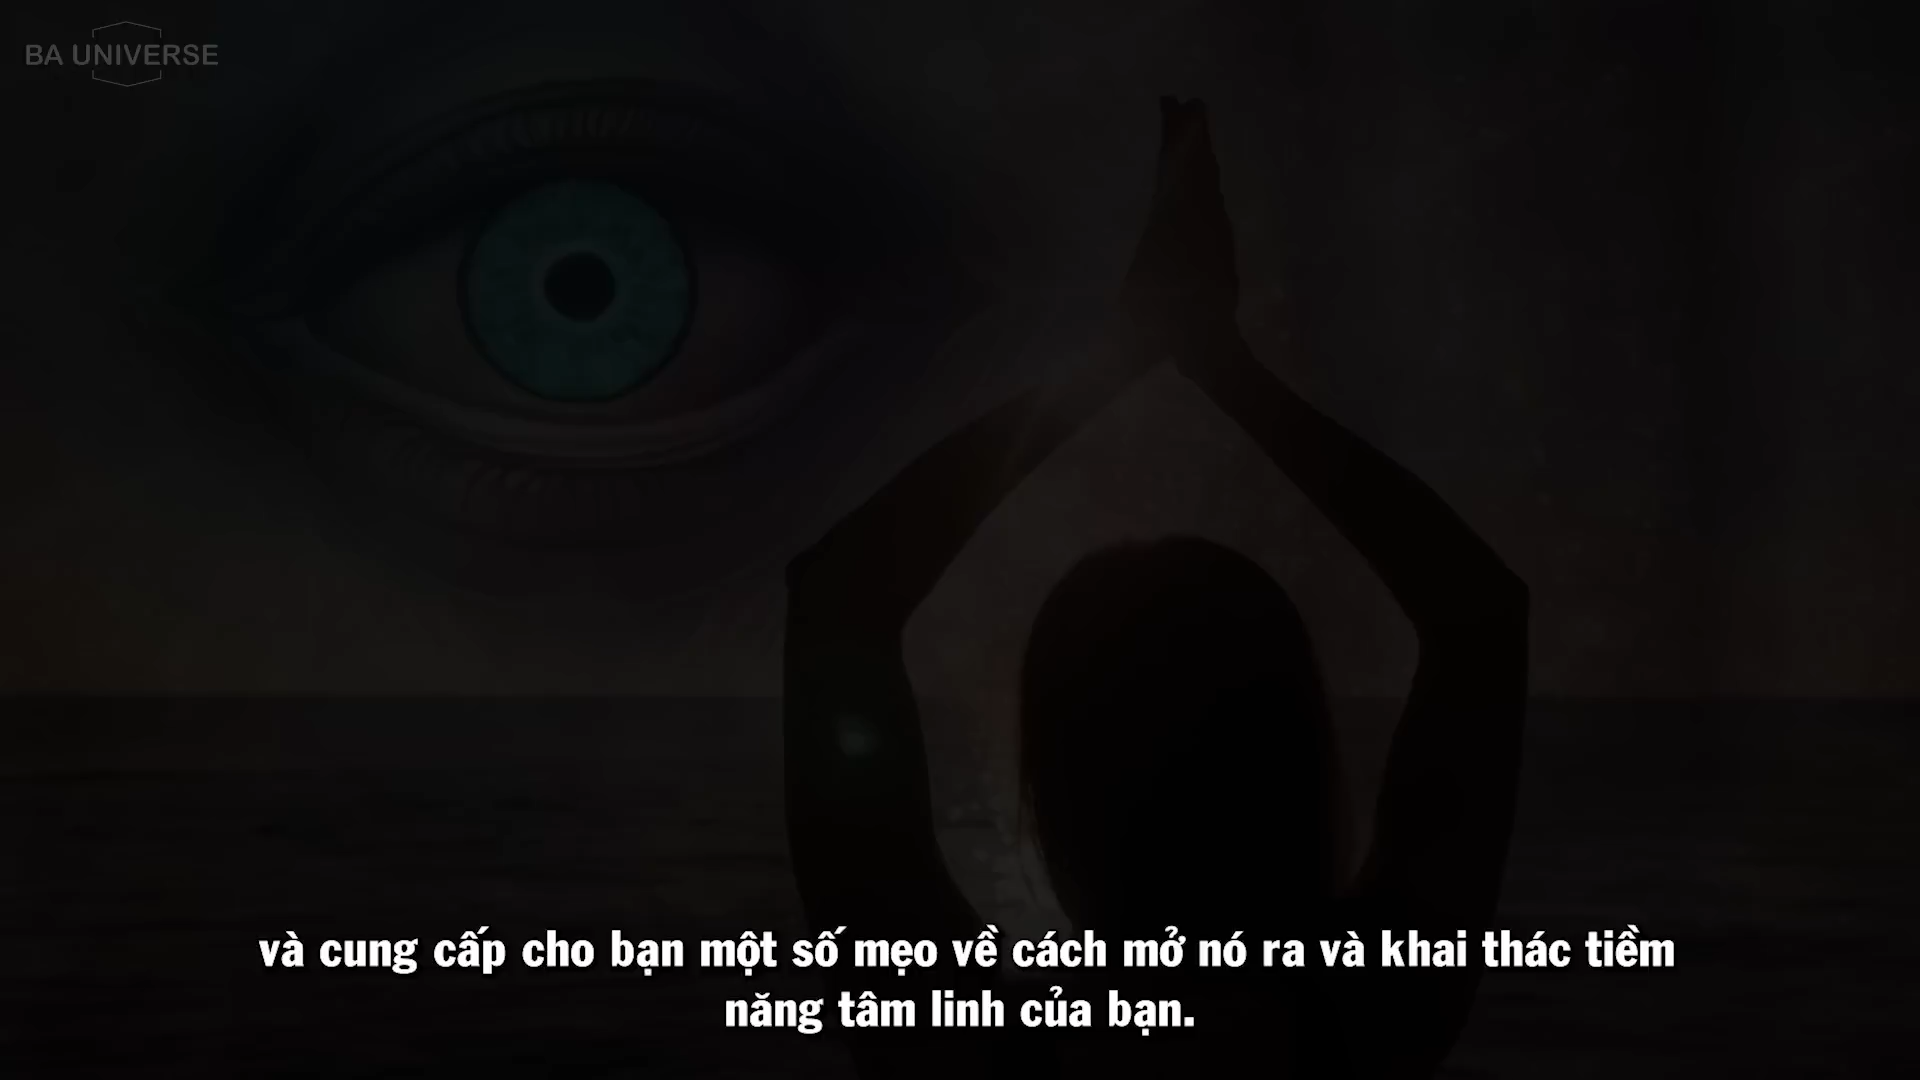 BA UNIVERSE
và cung cấp cho bạn một số mẹo về cách mở nó ra và khai thác tiềm
năng tâm linh của bạn.